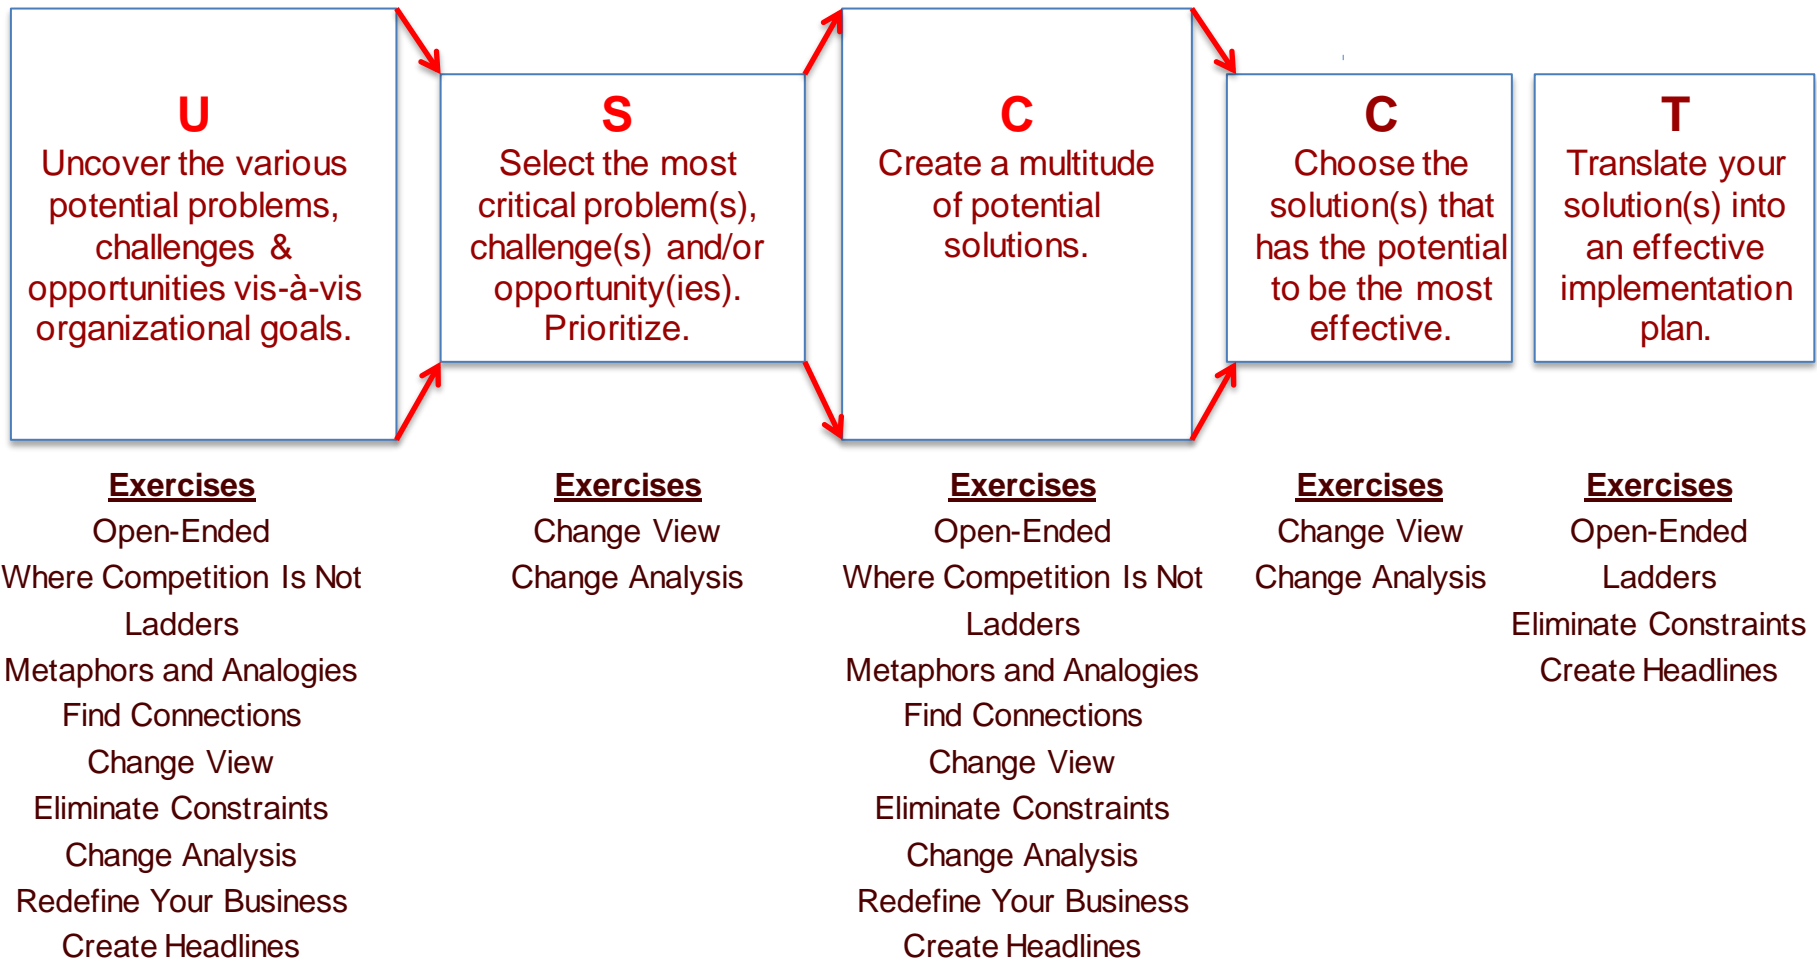 U
Uncover the various
potential problems,
challenges &
opportunities vis-à-vis
organizational goals.
S
Select the most
critical problem(s),
challenge(s) and/or
opportunity(ies).
Prioritize.
C
Create a multitude
of potential
solutions.
C
Choose the
solution(s) that
has the potential
to be the most
effective.
T
Translate your
solution(s) into
an effective
implementation
plan.
Exercises
Open-Ended
Where Competition Is Not
Ladders
Metaphors and Analogies
Find Connections
Change View
Eliminate Constraints
Change Analysis
Redefine Your Business
Create Headlines
Exercises
Change View
Change Analysis
Exercises
Open-Ended
Where Competition Is Not
Ladders
Metaphors and Analogies
Find Connections
Change View
Eliminate Constraints
Change Analysis
Redefine Your Business
Create Headlines
Exercises
Change View
Change Analysis
Exercises
Open-Ended
Ladders
Eliminate Constraints
Create Headlines